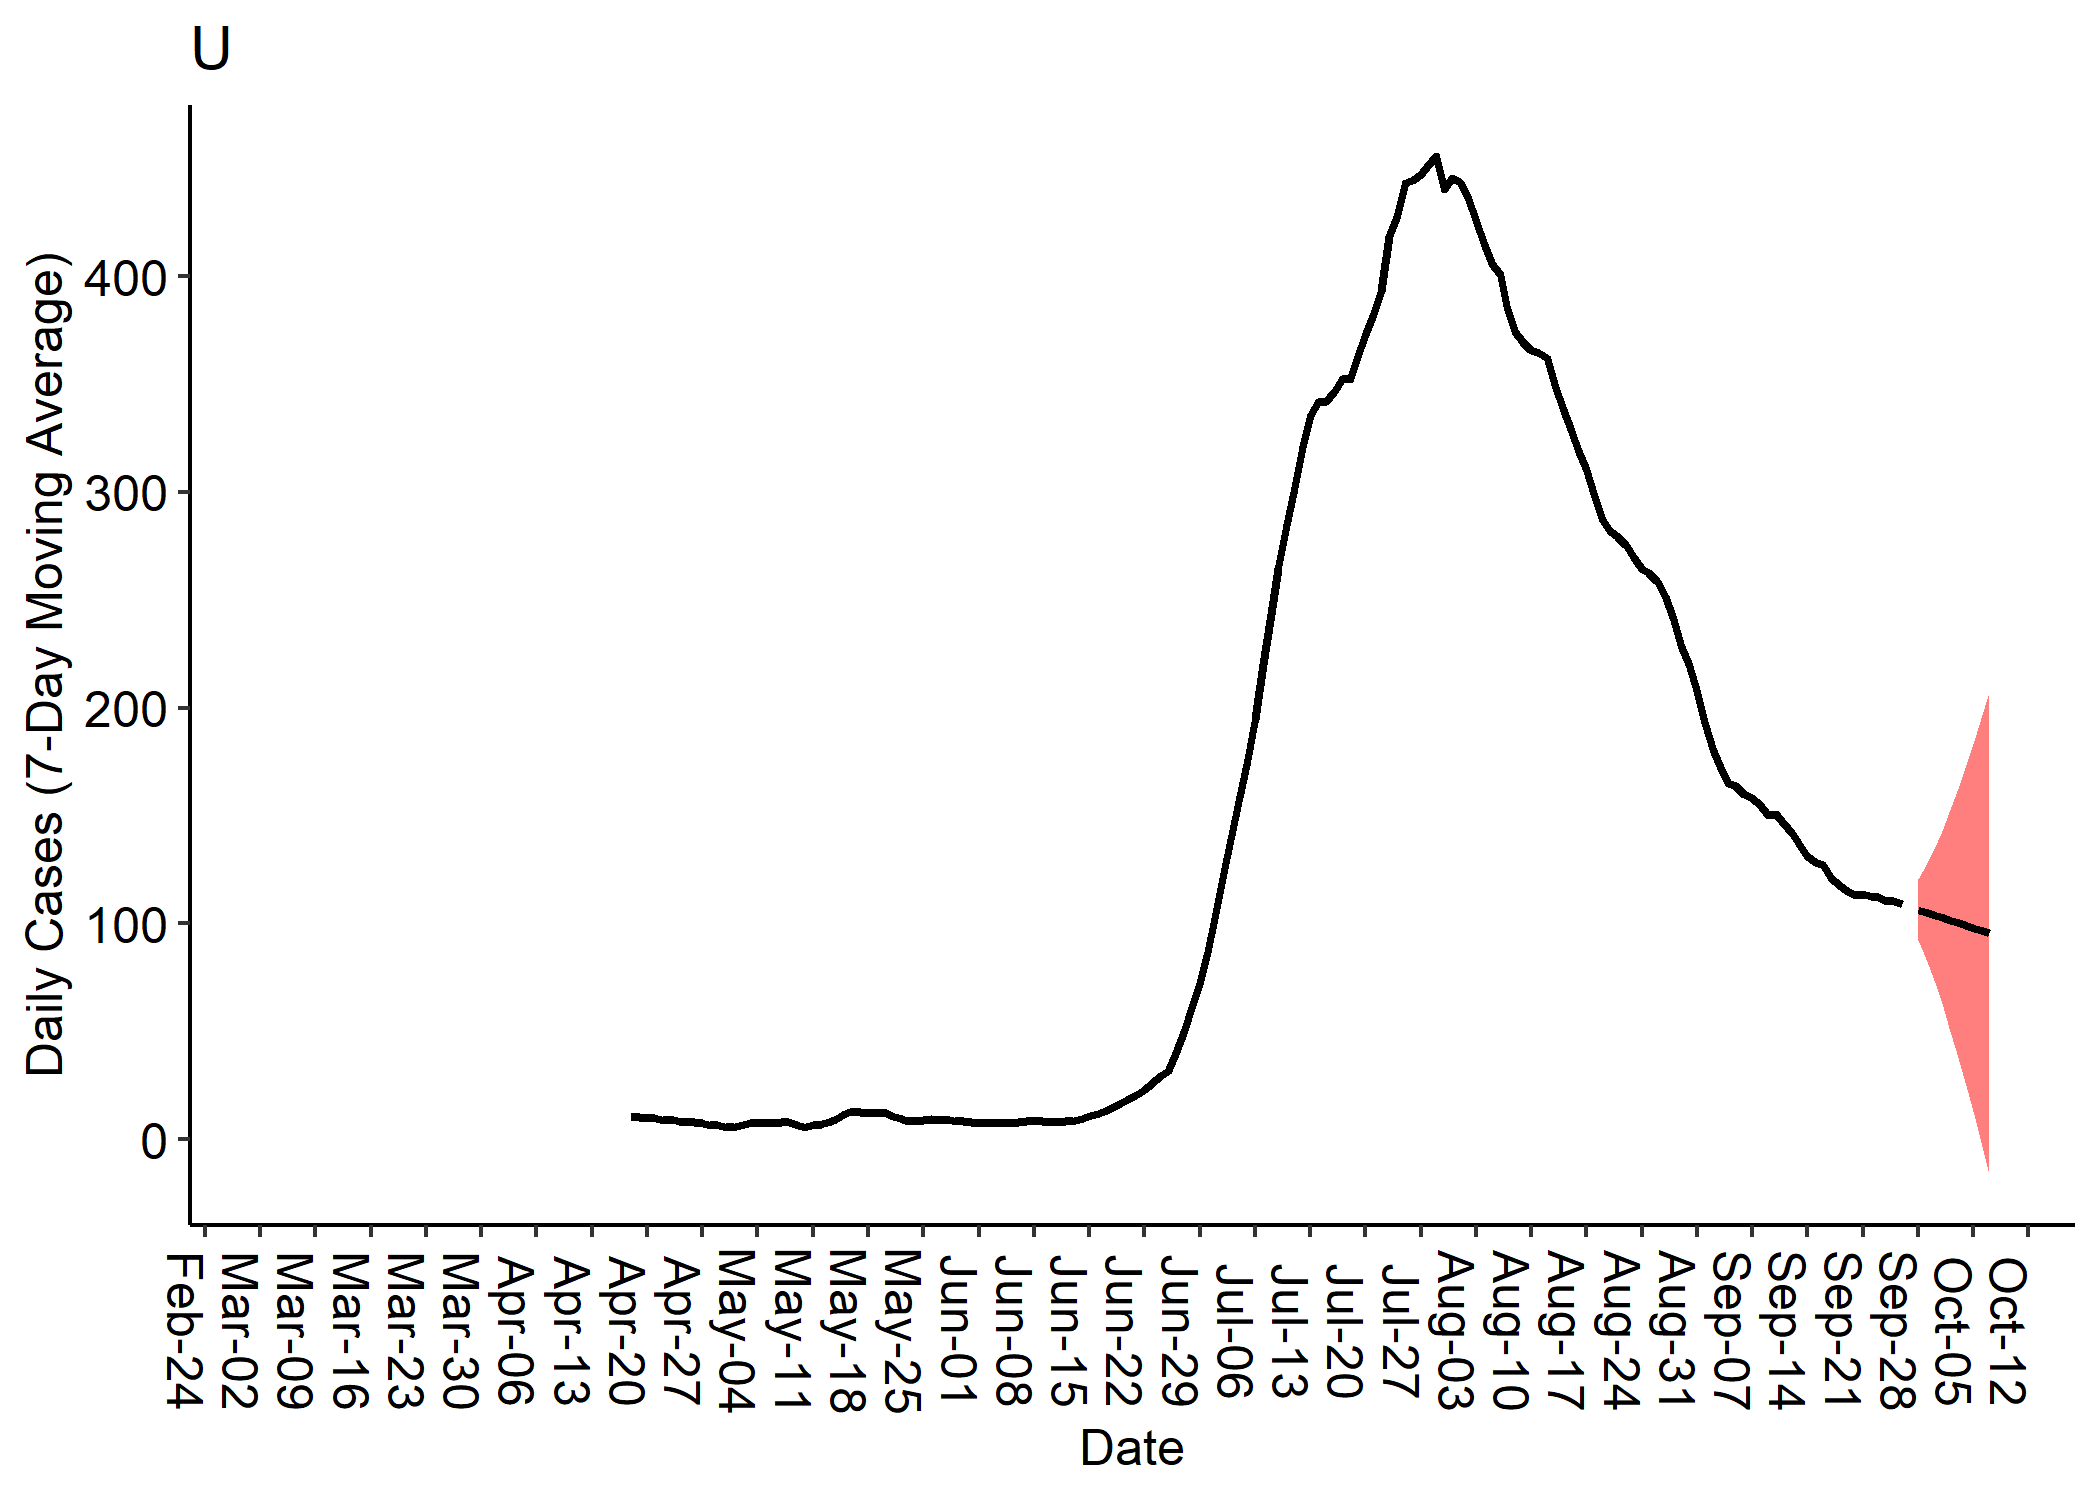 U
Daily Cases (7-Day Moving Average)
400
300
200
100
0
Feb-24
Mar-02
Mar-09
Mar-16
Mar-23
Mar-30
Apr-06
Apr-13
Apr-20
Apr-27
May-04
May-11
May-18
May-25
Jun-01
Jun-08
Jun-15
Jun-22
Jun-29
Jul-06
Jul-13
Jul-20
Jul-27
Aug-03
Aug-10
Aug-17
Aug-24
Aug-31
Sep-07
Sep-14
Sep-21
Sep-28
Oct-05
Oct-12
Date